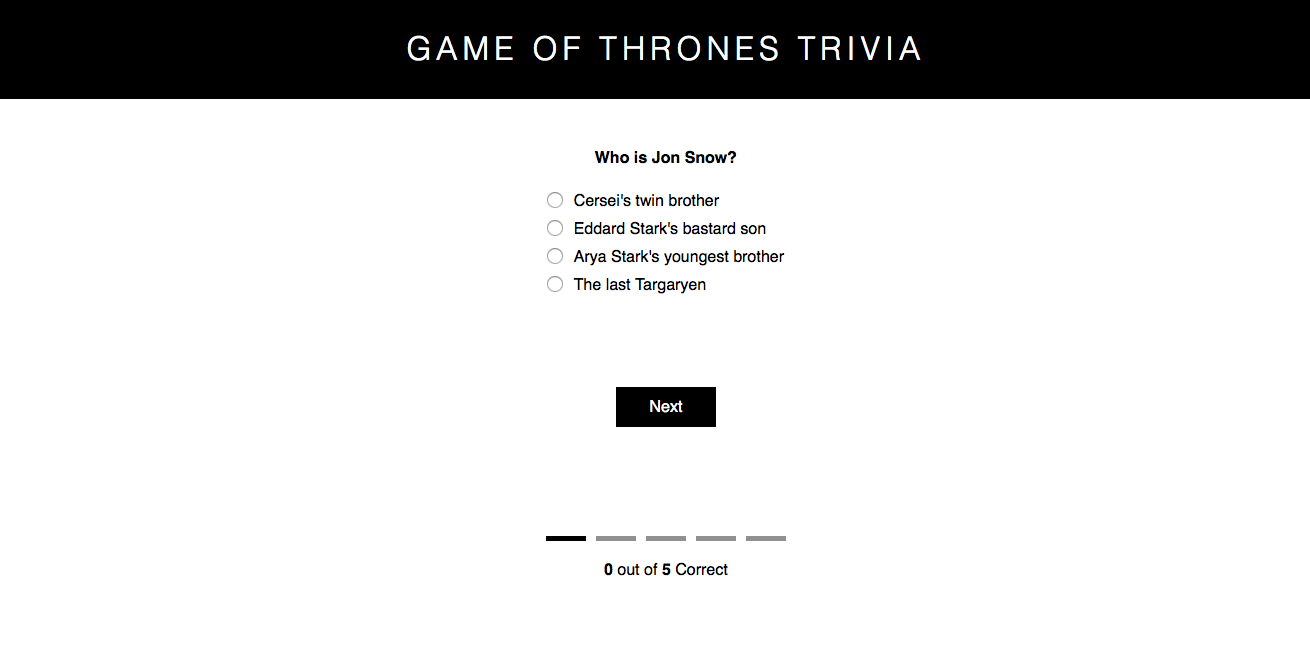 GAME OF THRONES TRIVIA
Who is Jon Snow?
Cersei's twin brother
Eddard Stark's bastard son
Arya Stark's youngest brother
The last Targaryen
Next
0 out of 5 Correct